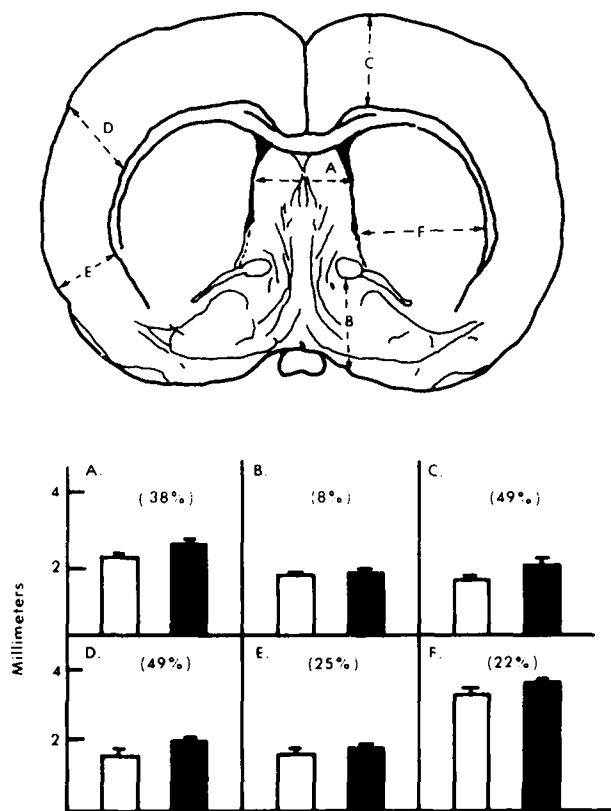 C
D
A
F
E
B
A. B. C.
4
(38%) (8%) (49%)
2
Millimeters
D. E. F.
4 (49%) (25%) (22%)
2